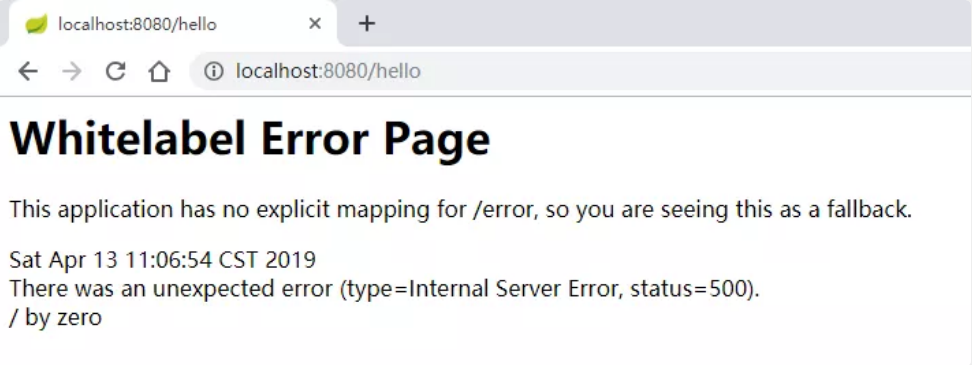 localhost:8080/hello
localhost:8080/hello
Whitelabel Error Page
This application has no explicit mapping for /error, so you are seeing this as a fallback.
Sat Apr 13 11:06:54 CST 2019
There was an unexpected error (type=Internal Server Error, status=500).
/ by zero